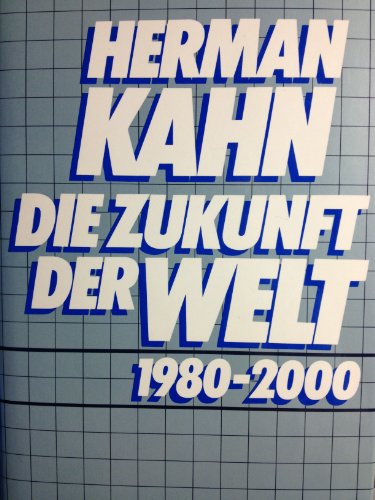 HERMAN
KAHN
DIE ZUKUNFT
DER WELT
1980-2000